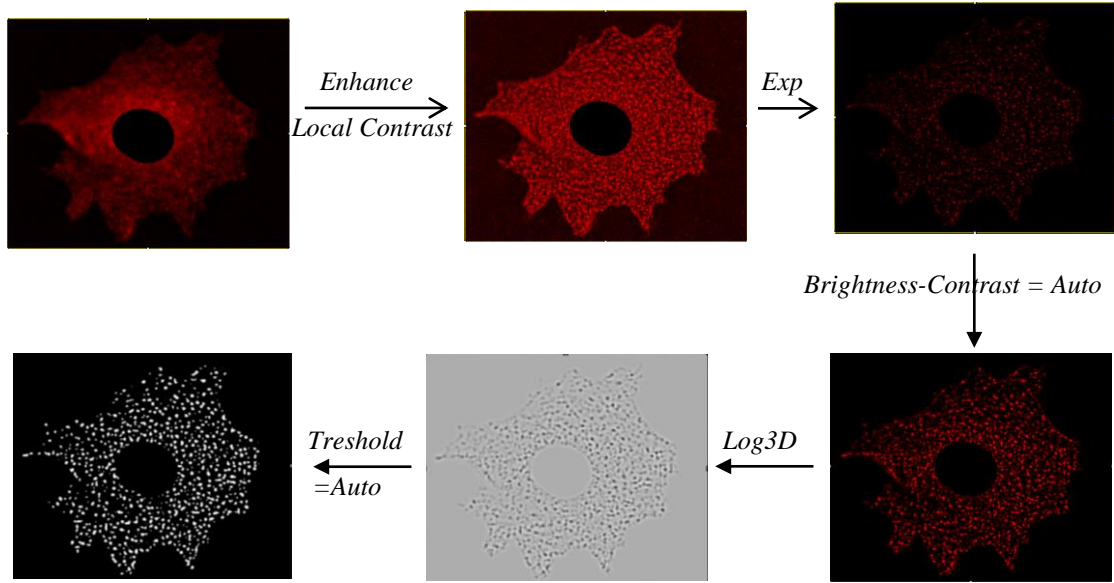 Enhance
Local Contrast
Exp
Brightness-Contrast = Auto
Log3D
Treshold
=Auto